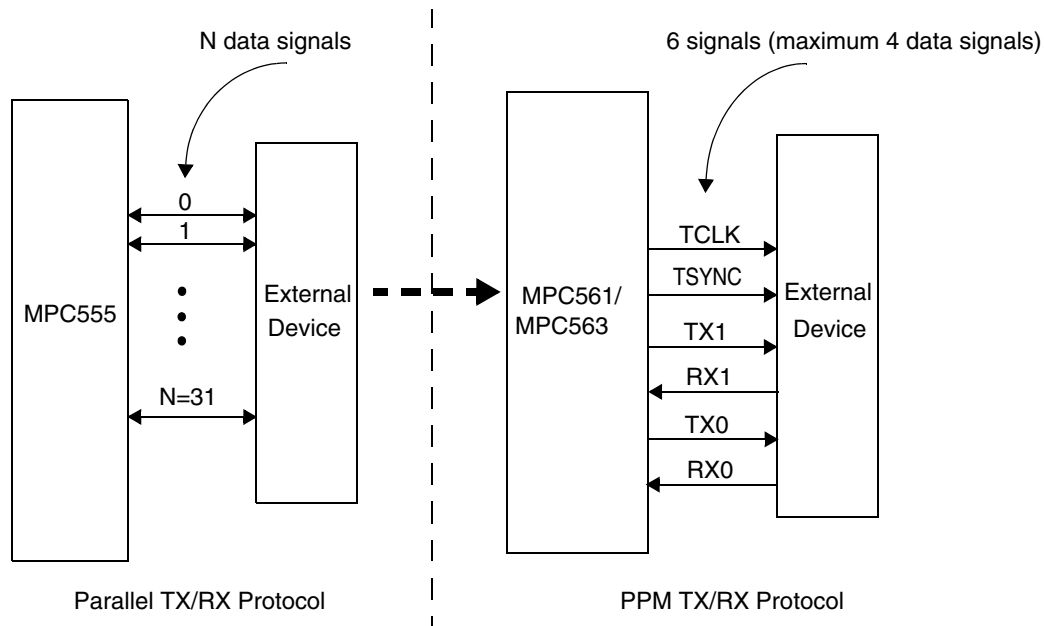 N data signals
6 signals (maximum 4 data signals)
0
1
MPC555
External
Device
N=31
TCLK
TSYNC
TX1
RX1
TX0
RX0
MPC561/
MPC563
External
Device
Parallel TX/RX Protocol
PPM TX/RX Protocol